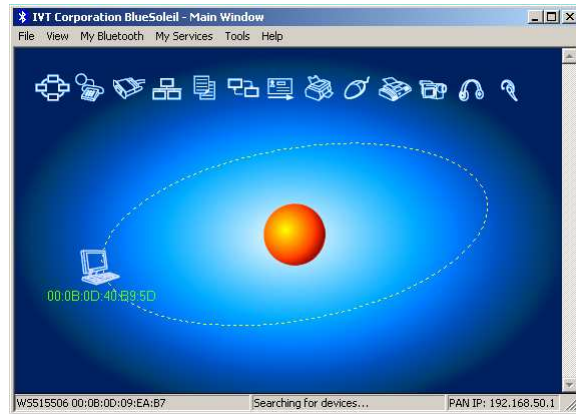 IVT Corporation BlueSoleil - Main Window
File View My Bluetooth My Services Tools Help
00:0B:0D:40:B9:5D
WS515506 00:0B:0D:09:EA:B7 Searching for devices... PAN IP: 192.168.50.1